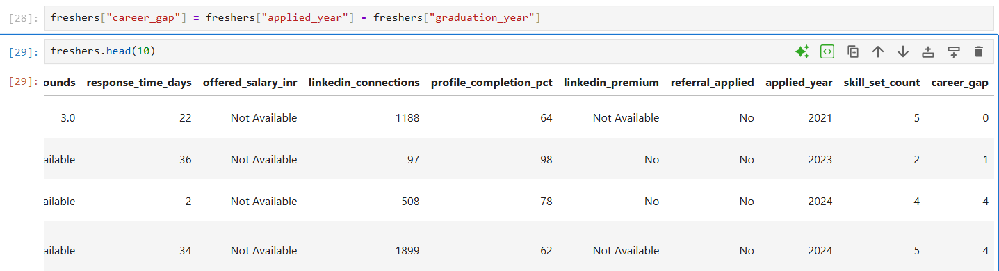 [28]: freshers["career_gap"] = freshers["applied_year"] - freshers["graduation_year"]
[29]: freshers.head(10)
[29]: ounds response_time_days offered_salary_inr linkedin_connections profile_completion_pct linkedin_premium referral_applied applied_year skill_set_count career_gap
3.0 22 Not Available 1188 64 Not Available No 2021 5 0
ailable 36 Not Available 97 98 No No 2023 2 1
ailable 2 Not Available 508 78 No No 2024 4 4
ailable 34 Not Available 1899 62 Not Available No 2024 5 4